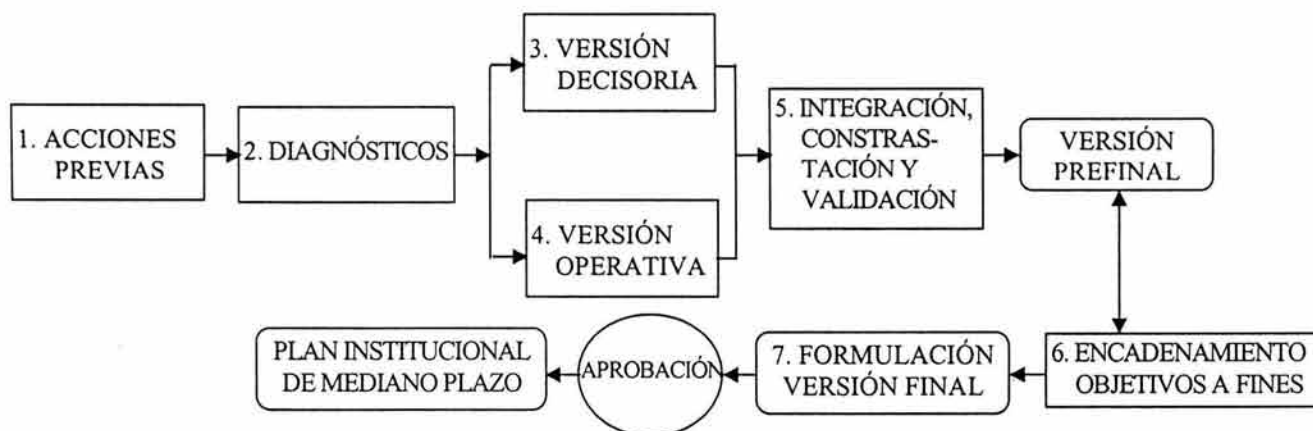 1. ACCIONES
PREVIAS
2. DIAGNÓSTICOS
3. VERSIÓN
DECISORIA
4. VERSIÓN
OPERATIVA
5. INTEGRACIÓN,
CONSTRAS-
TACIÓN Y
VALIDACIÓN
VERSIÓN
PREFINAL
6. ENCADENAMIENTO
OBJETIVOS A FINES
7. FORMULACIÓN
VERSIÓN FINAL
APROBACIÓN
PLAN INSTITUCIONAL
DE MEDIANO PLAZO